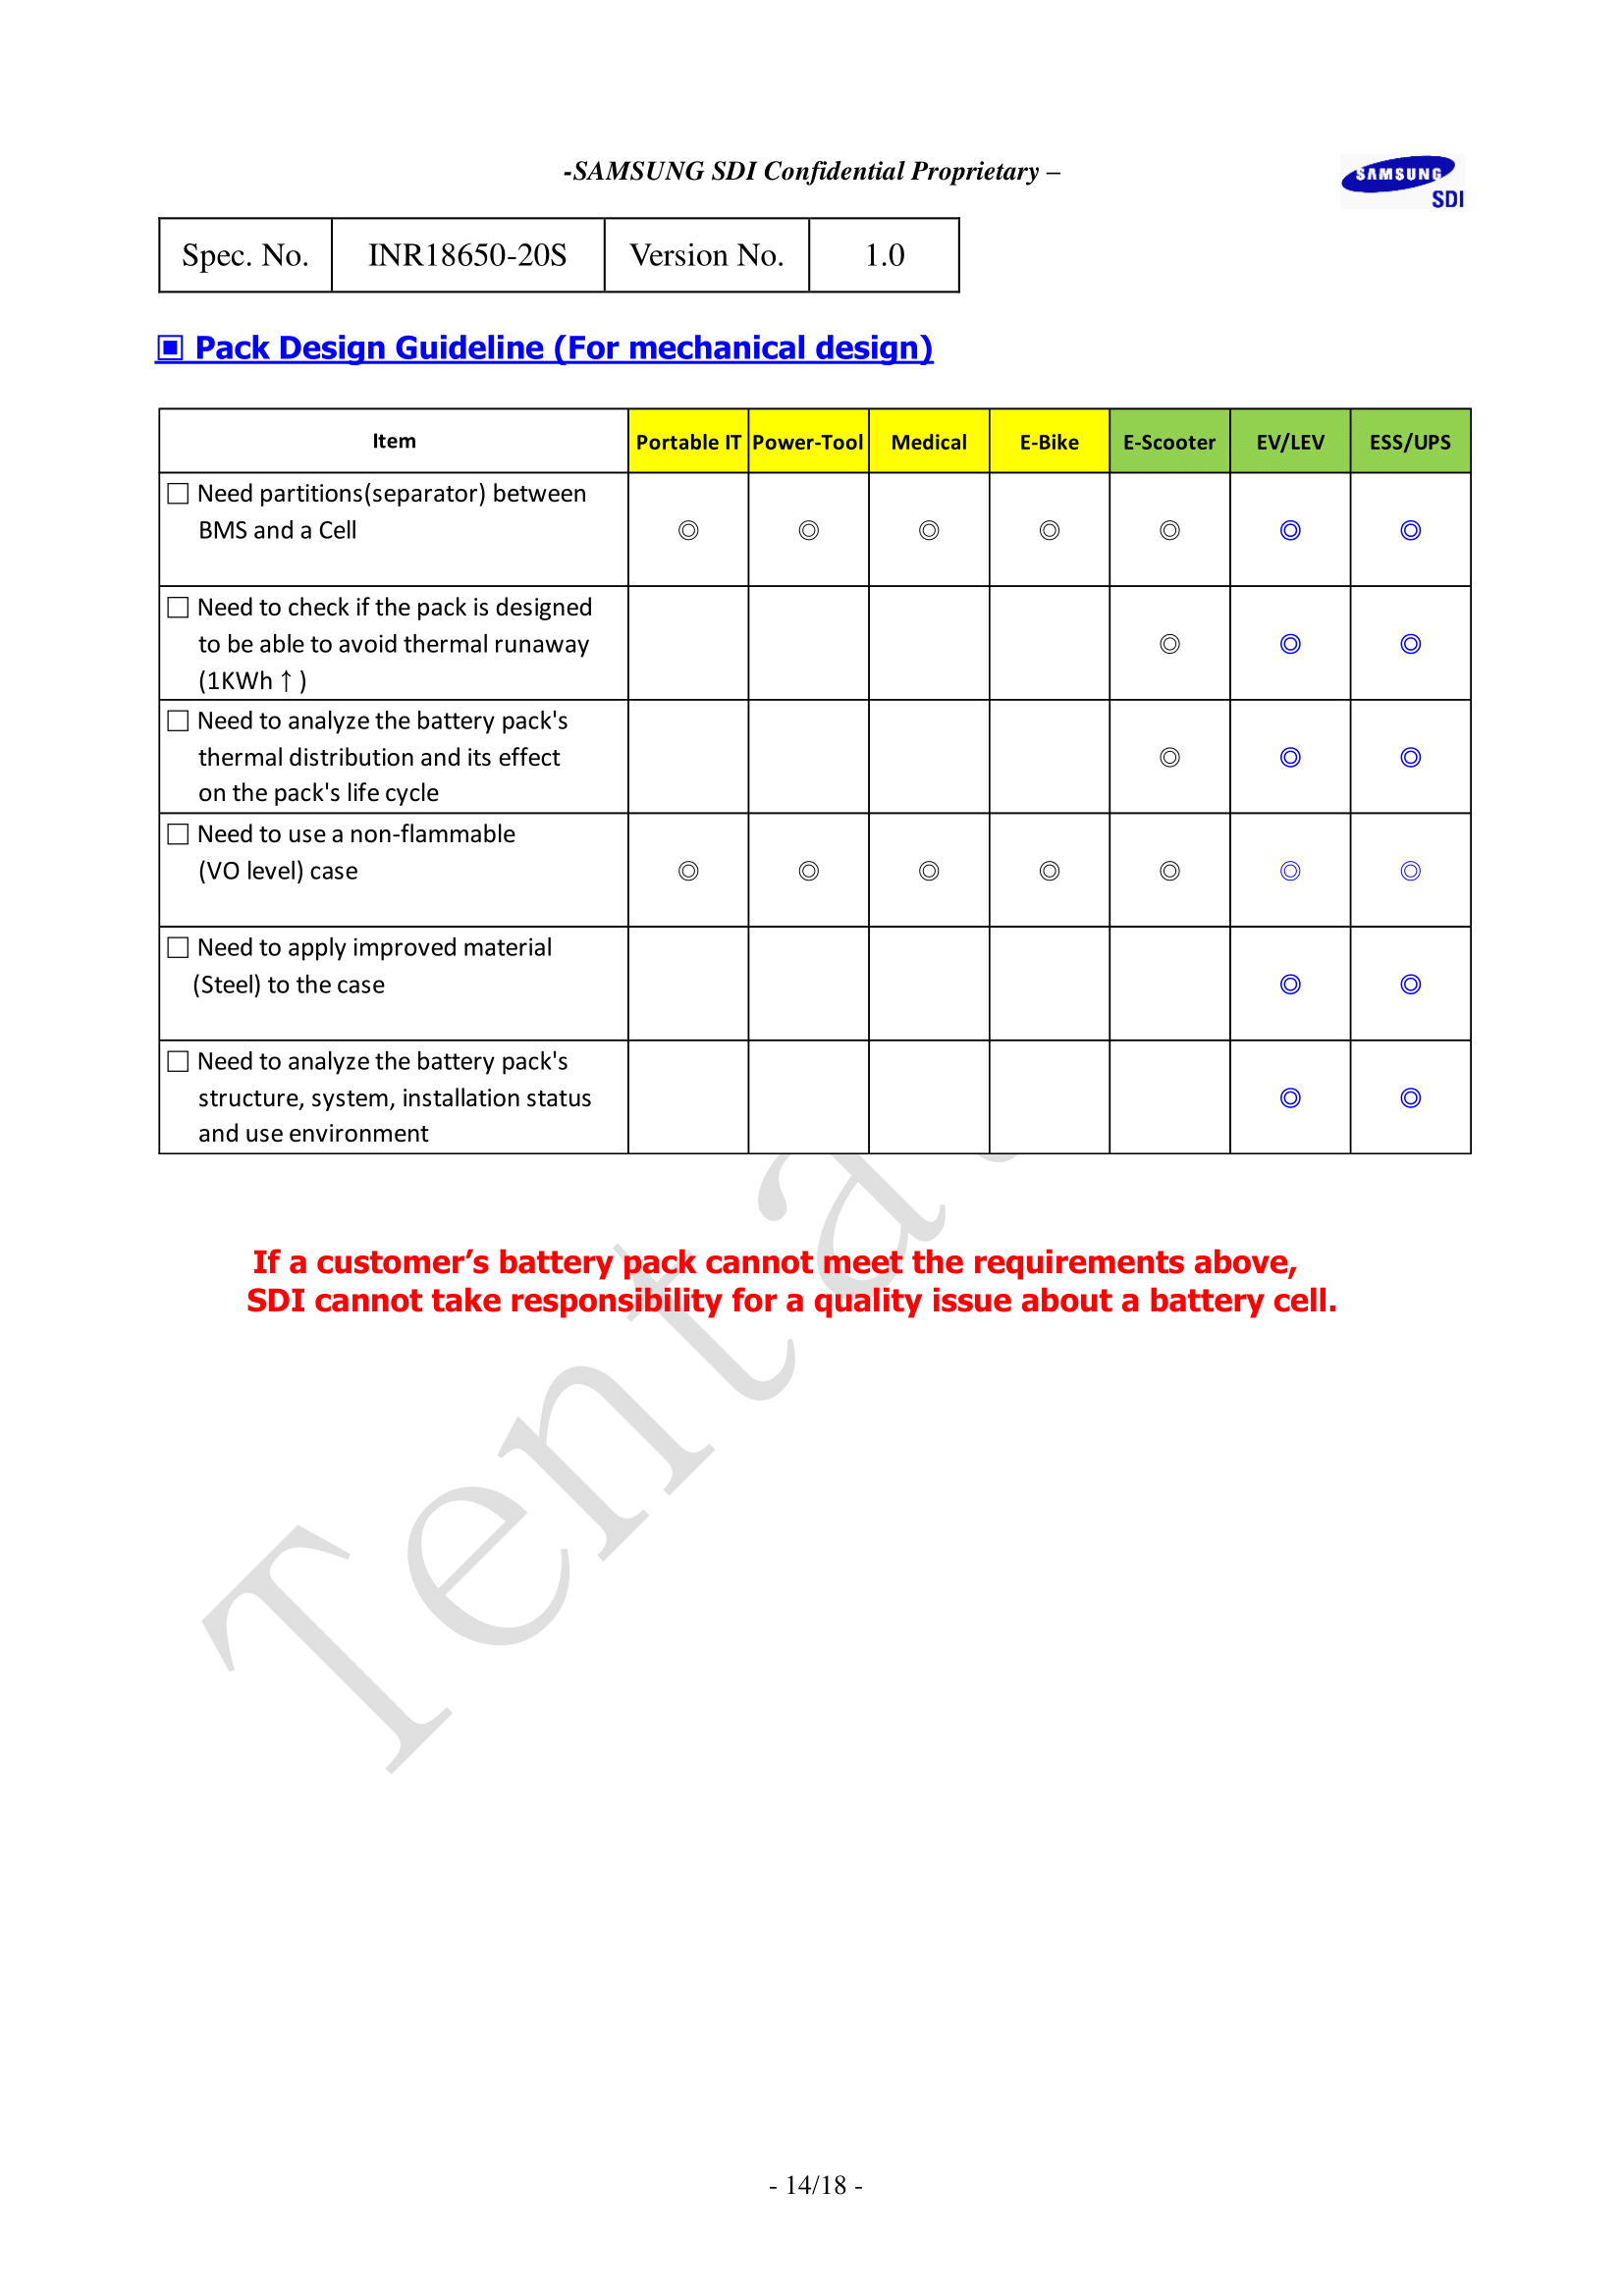 -SAMSUNG SDI Confidential Proprietary –
SAMSUNG
SDI
Spec. No. INR18650-20S Version No. 1.0
▣ Pack Design Guideline (For mechanical design)
Item Portable IT Power-Tool Medical E-Bike E-Scooter EV/LEV ESS/UPS
□ Need partitions(separator) between
BMS and a Cell ◎ ◎ ◎ ◎ ◎ ◎ ◎
□ Need to check if the pack is designed
to be able to avoid thermal runaway ◎ ◎ ◎
(1KWh ↑ )
□ Need to analyze the battery pack's
thermal distribution and its effect ◎ ◎ ◎
on the pack's life cycle
□ Need to use a non-flammable
(VO level) case ◎ ◎ ◎ ◎ ◎ ◎ ◎
□ Need to apply improved material
(Steel) to the case ◎ ◎
□ Need to analyze the battery pack's
structure, system, installation status ◎ ◎
and use environment
If a customer’s battery pack cannot meet the requirements above,
SDI cannot take responsibility for a quality issue about a battery cell.
Tenta
- 14/18 -